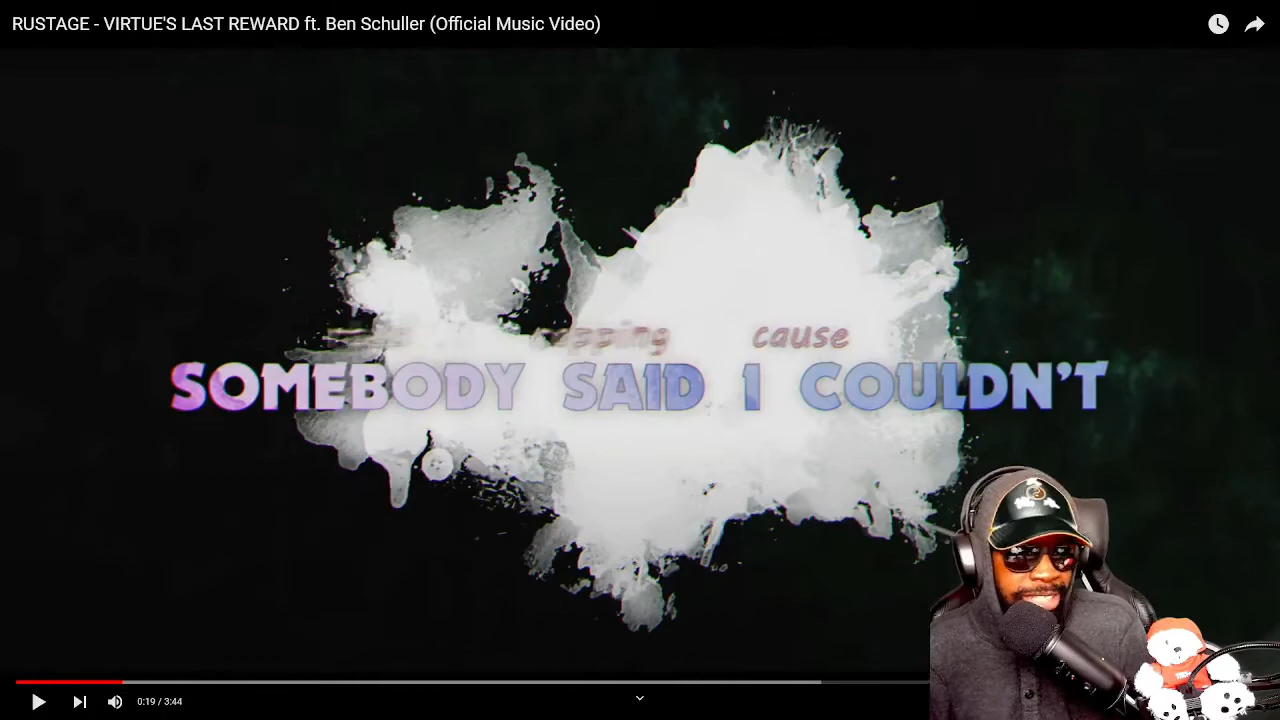 RUSTAGE - VIRTUE'S LAST REWARD ft. Ben Schuller (Official Music Video)
cause
SOMEBODY SAID I COULDN'T
0:19 / 3:44